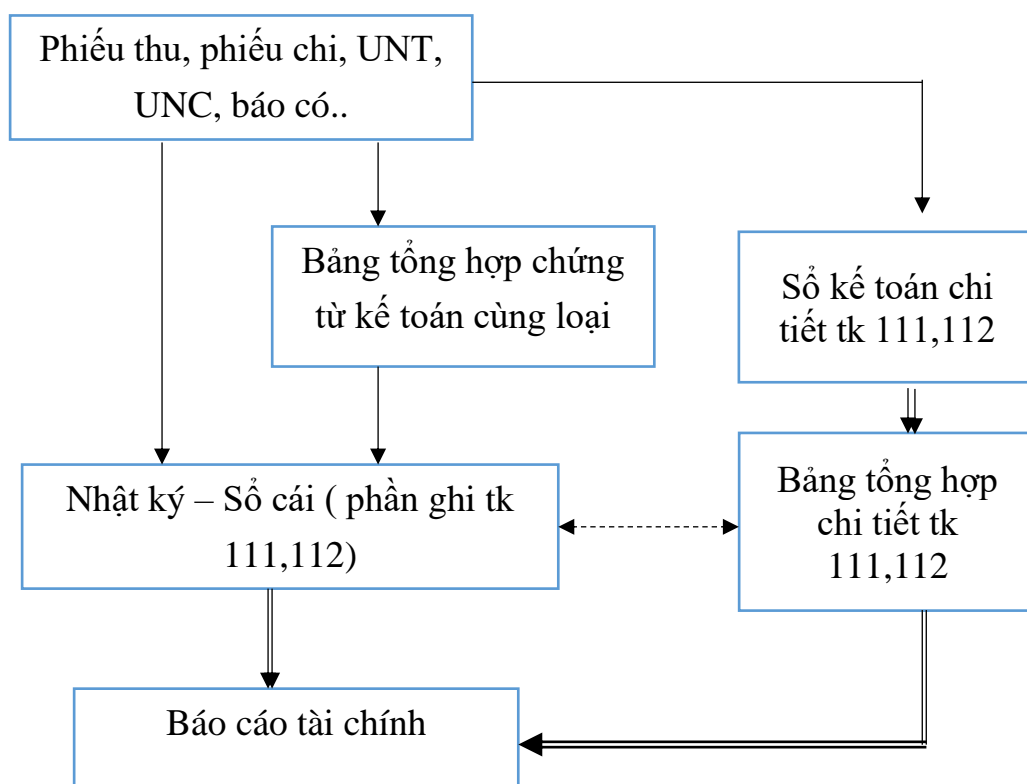 Phiếu thu, phiếu chi, UNT,
UNC, báo có..
Bảng tổng hợp chứng
từ kế toán cùng loại
Sổ kế toán chi
tiết tk 111,112
Nhật ký – Sổ cái ( phần ghi tk
111,112)
Bảng tổng hợp
chi tiết tk
111,112
Báo cáo tài chính